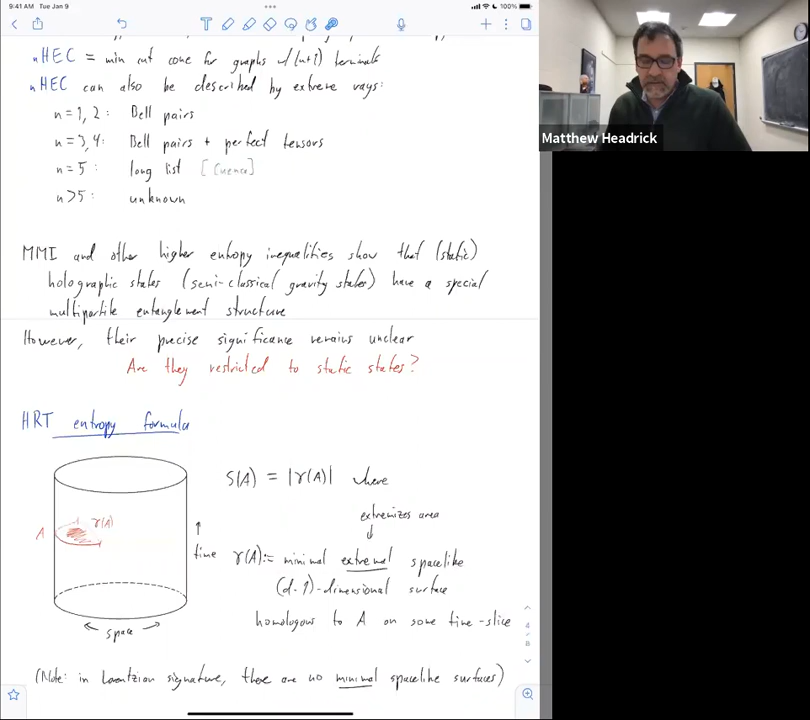 9:41 AM Tue Jan 9
100%
nHEC = min cut cone for graphs w/(n+1) terminals
nHEC can also be described by extreme rays:
n=1,2: Bell pairs
n=3,4: Bell pairs + perfect tensors
n=5: long list [Cuenca]
n>5: unknown
MMI and other higher entropy inequalities show that (static)
holographic states (semi-classical gravity states) have a special
multipartite entanglement structure
However, their precise significance remains unclear
Are they restricted to static states?
HRT entropy formula
S(A) = |γ(A)| where
extremizes area
A γ(A)
time
γ(A):= minimal extremal spacelike
(d-1)-dimensional surface
homologous to A on some time-slice
space
(Note: in Lorentzian signature, there are no minimal spacelike surfaces)
Matthew Headrick